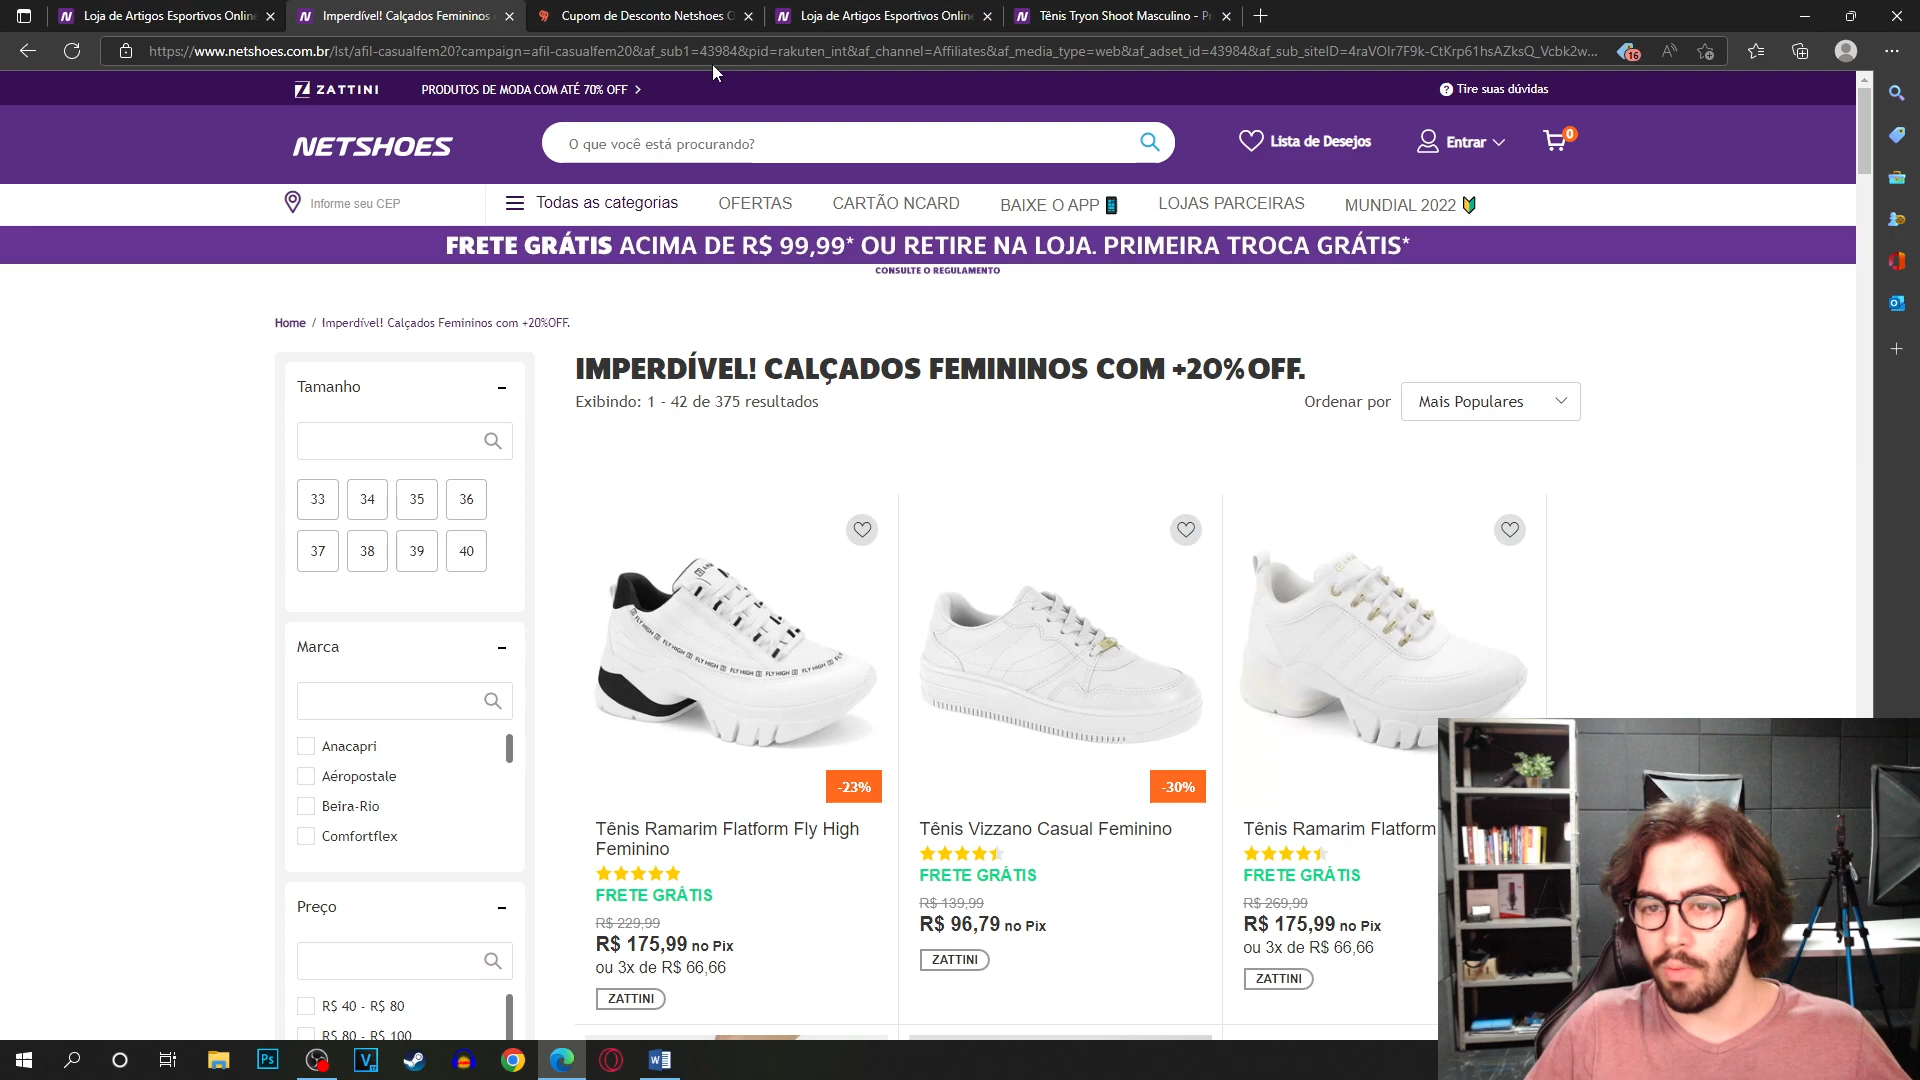 Loja de Artigos Esportivos Online
Imperdível! Calçados Femininos
Cupom de Desconto Netshoes
Loja de Artigos Esportivos Online
Tênis Tryon Shoot Masculino - Pr
https://www.netshoes.com.br/lst/afil-casualfem20?campaign=afil-casualfem20&af_sub1=43984&pid=rakuten_int&af_channel=Affiliates&af_media_type=web&af_adset_id=43984&af_sub_siteID=4raVOIr7F9k-CtKrp61hsAZksQ_Vcbk2w...
16
ZATTINI
PRODUTOS DE MODA COM ATÉ 70% OFF >
? Tire suas dúvidas
NETSHOES
O que você está procurando?
Lista de Desejos
Entrar
0
Informe seu CEP
Todas as categorias
OFERTAS
CARTÃO NCARD
BAIXE O APP
LOJAS PARCEIRAS
MUNDIAL 2022
FRETE GRÁTIS ACIMA DE R$ 99,99* OU RETIRE NA LOJA. PRIMEIRA TROCA GRÁTIS*
CONSULTE O REGULAMENTO
Home / Imperdível! Calçados Femininos com +20%OFF.
IMPERDÍVEL! CALÇADOS FEMININOS COM +20%OFF.
Exibindo: 1 - 42 de 375 resultados
Ordenar por
Mais Populares
Tamanho
33 34 35 36
37 38 39 40
Marca
Anacapri
Aéropostale
Beira-Rio
Comfortflex
Preço
R$ 40 - R$ 80
R$ 80 - R$ 100
-23%
Tênis Ramarim Flatform Fly High
Feminino
FRETE GRÁTIS
R$ 229,99
R$ 175,99 no Pix
ou 3x de R$ 66,66
ZATTINI
-30%
Tênis Vizzano Casual Feminino
FRETE GRÁTIS
R$ 139,99
R$ 96,79 no Pix
ZATTINI
Tênis Ramarim Flatform
FRETE GRÁTIS
R$ 269,99
R$ 175,99 no Pix
ou 3x de R$ 66,66
ZATTINI